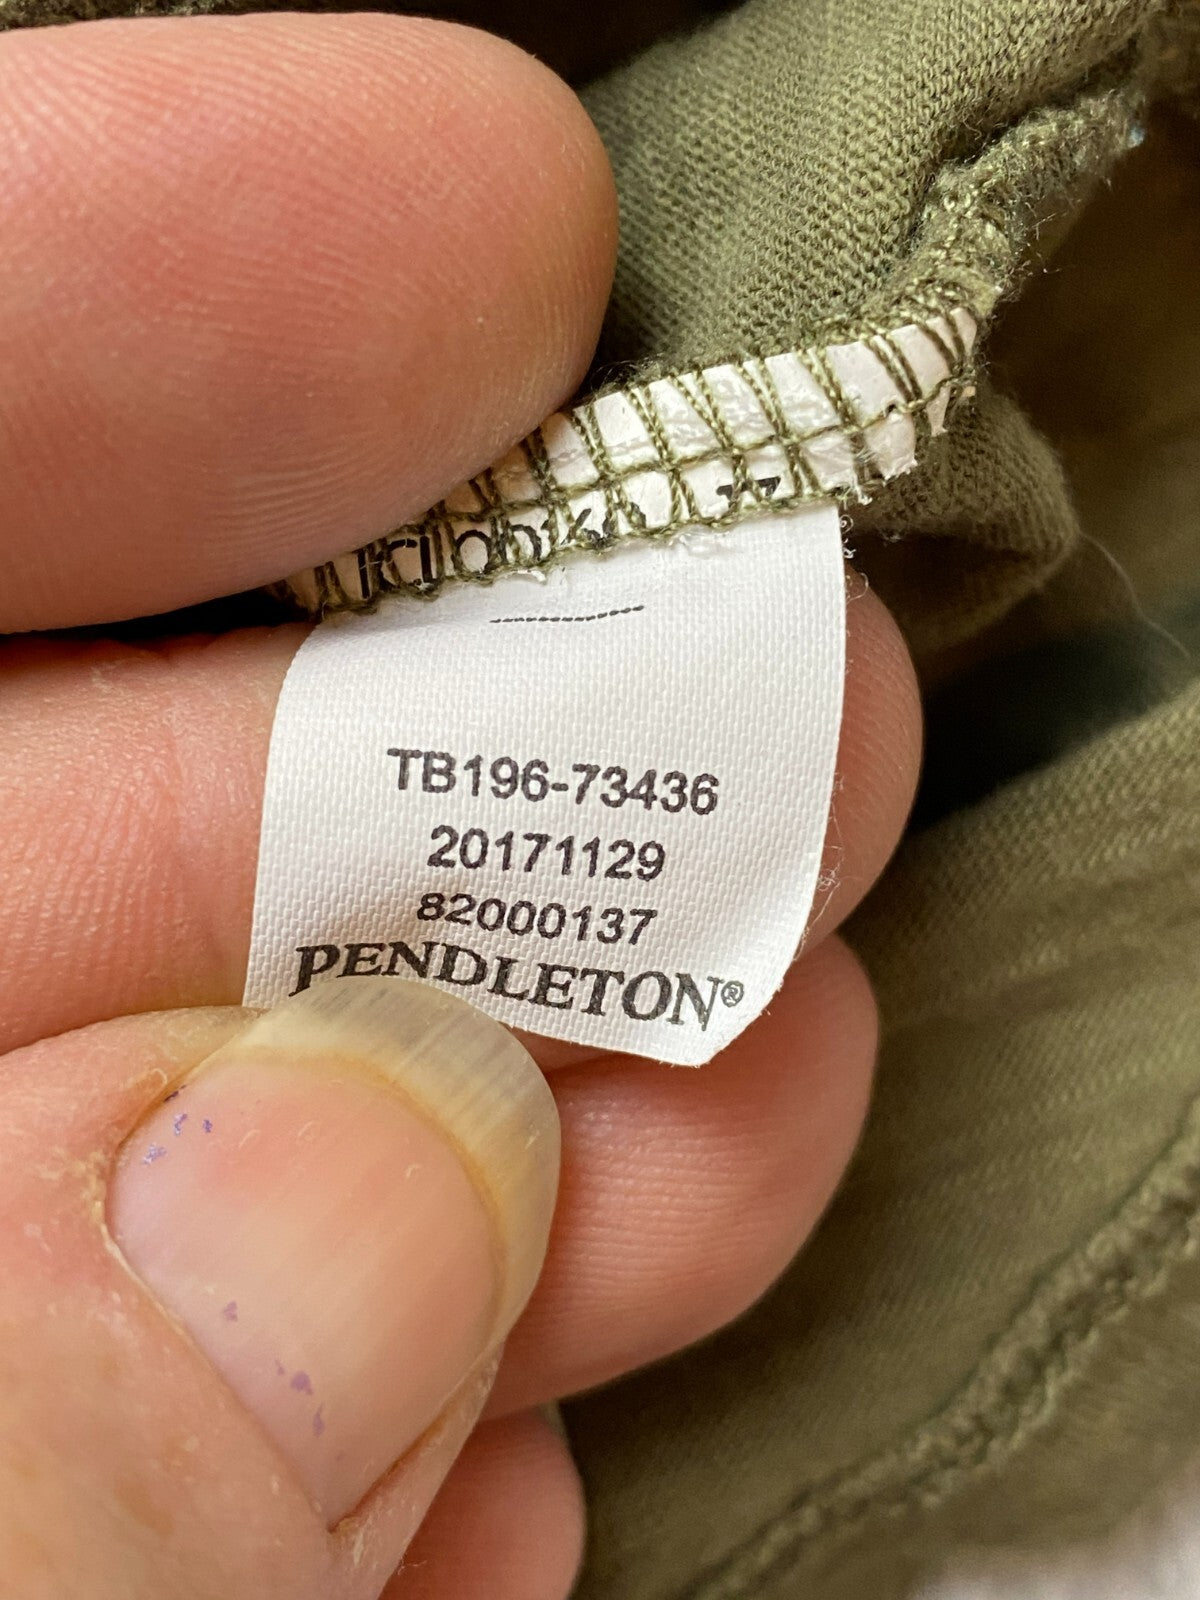 TB196-73436
20171129
82000137
PENDLETON®